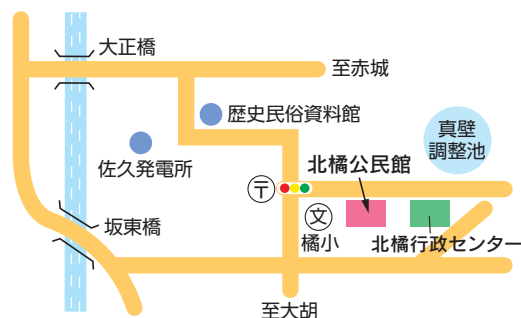 大正橋
至赤城
歴史民俗資料館
佐久発電所
真壁
調整池
北橘公民館
〒
文
橘小
坂東橋
北橘行政センター
至大胡